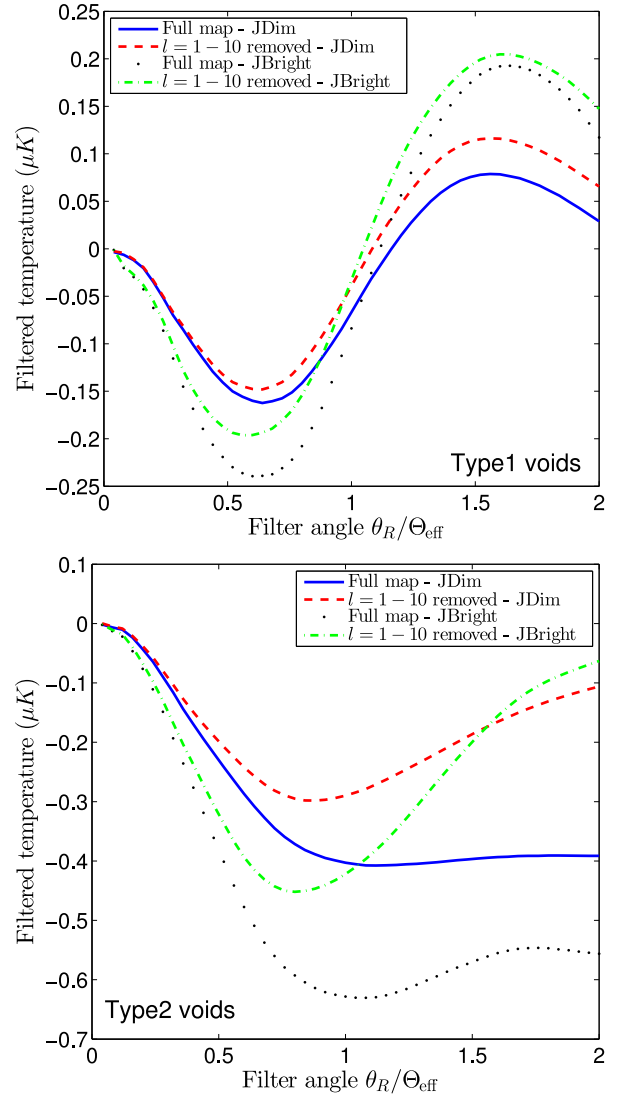 0.25
Full map - JDim
l = 1 − 10 removed - JDim
Full map - JBright
l = 1 − 10 removed - JBright
0.2
0.15
0.1
0.05
0
−0.05
−0.1
−0.15
−0.2
−0.25
Filtered temperature (μK)
Type1 voids
0 0.5 1 1.5 2
Filter angle θ_R/Θ_eff
0.1
Full map - JDim
l = 1 − 10 removed - JDim
Full map - JBright
l = 1 − 10 removed - JBright
0
−0.1
−0.2
−0.3
−0.4
−0.5
−0.6
−0.7
Filtered temperature (μK)
Type2 voids
0 0.5 1 1.5 2
Filter angle θ_R/Θ_eff